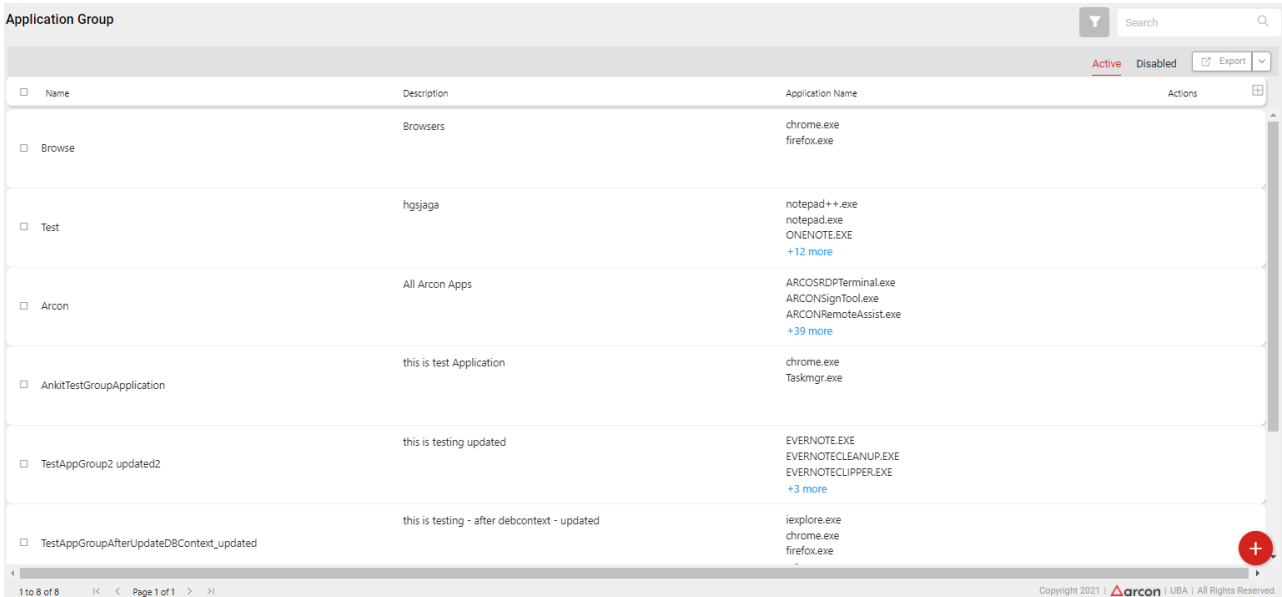 Application Group
Search
Active Disabled Export
Name Description Application Name Actions
Browse Browsers chrome.exe
firefox.exe
Test hgsjaga notepad++.exe
notepad.exe
ONENOTE.EXE
+12 more
Arcon All Arcon Apps ARCOSRDPTerminal.exe
ARCONSignTool.exe
ARCONRemoteAssist.exe
+39 more
AnkitTestGroupApplication this is test Application chrome.exe
Taskmgr.exe
TestAppGroup2 updated2 this is testing updated EVERNOTE.EXE
EVERNOTECLEANUP.EXE
EVERNOTECLIPPER.EXE
+3 more
TestAppGroupAfterUpdateDBContext_updated this is testing - after debcontext - updated iexplore.exe
chrome.exe
firefox.exe
1 to 8 of 8 Page 1 of 1 Copyright 2021 | arcon | UBA | All Rights Reserved.